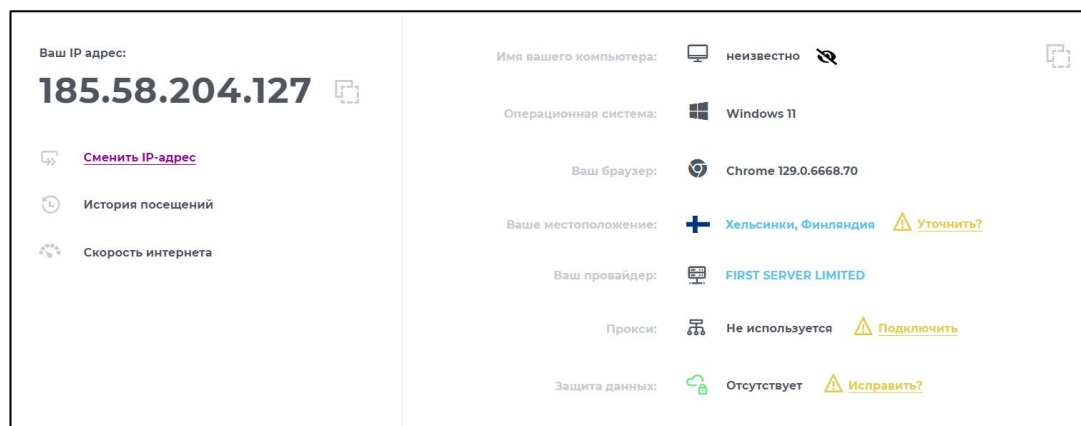 Ваш IP адрес:
185.58.204.127
Сменить IP-адрес
История посещений
Скорость интернета
Имя вашего компьютера: неизвестно
Операционная система: Windows 11
Ваш браузер: Chrome 129.0.6668.70
Ваше местоположение: Хельсинки, Финляндия Уточнить?
Ваш провайдер: FIRST SERVER LIMITED
Прокси: Не используется Подключить
Защита данных: Отсутствует Исправить?